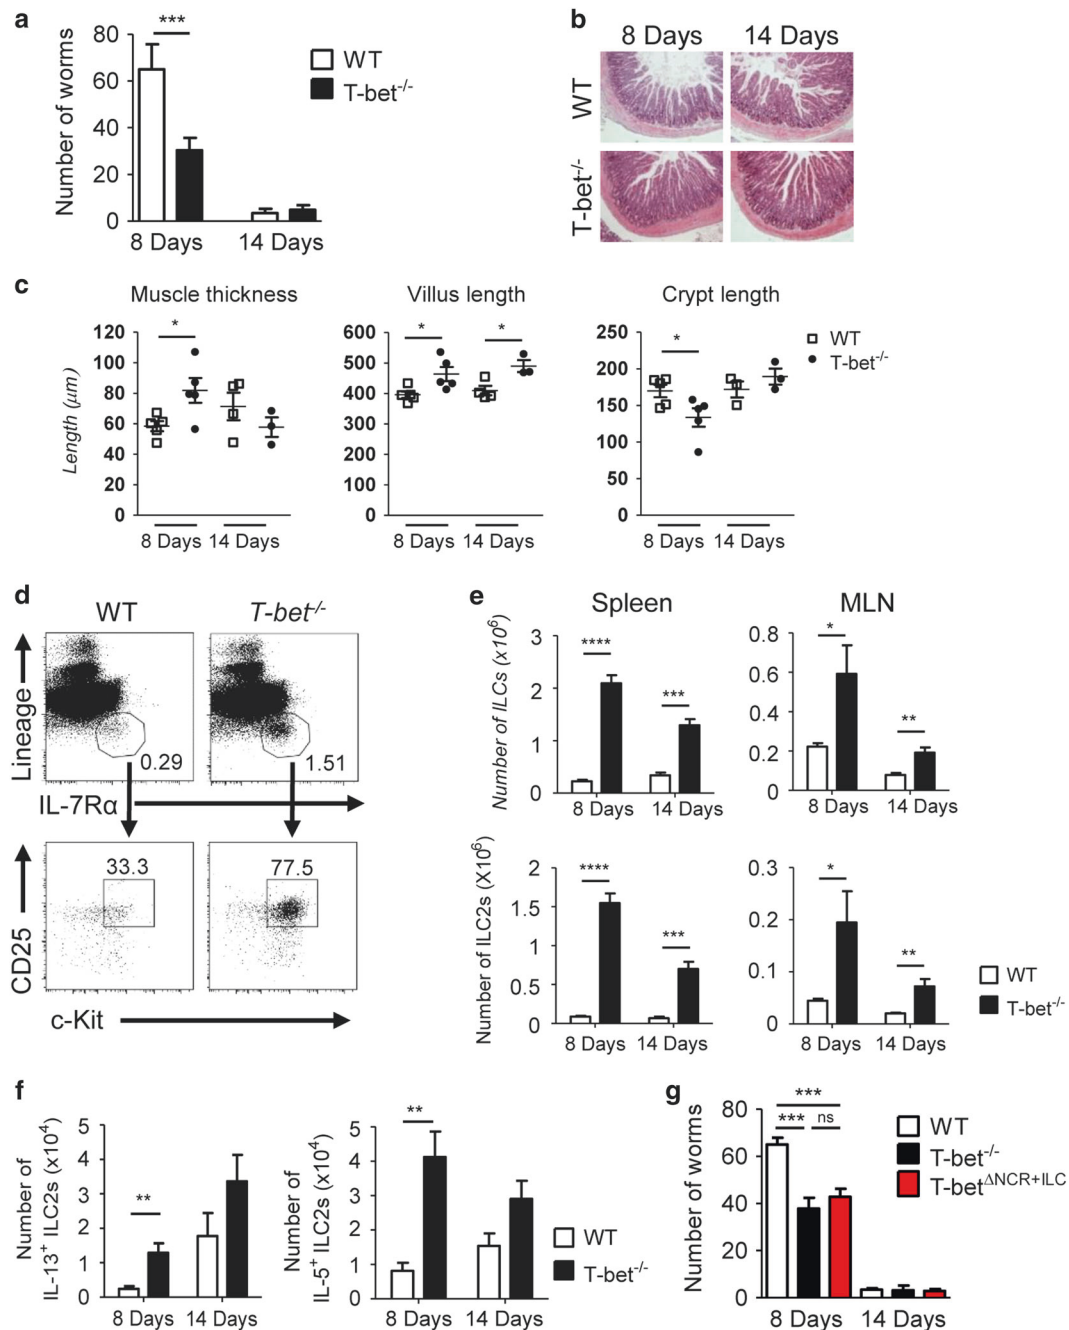 a
Number of worms
80
60
40
20
0
***
8 Days
14 Days
WT
T-bet-/-
b
8 Days 14 Days
WT
T-bet-/-
c
Muscle thickness
Villus length
Crypt length
Length (µm)
120
100
80
60
40
20
0
*
8 Days 14 Days
600
500
400
300
200
100
0
*
*
8 Days 14 Days
250
200
150
100
50
0
*
8 Days 14 Days
WT
T-bet-/-
d
WT
T-bet-/-
Lineage
0.29
1.51
IL-7Rα
CD25
33.3
77.5
c-Kit
e
Spleen
MLN
Number of ILCs (x10⁶)
3
2
1
0
****
***
8 Days 14 Days
0.8
0.6
0.4
0.2
0
*
**
8 Days 14 Days
Number of ILC2s (X10⁶)
2
1.5
1
0.5
0
****
***
8 Days 14 Days
0.3
0.2
0.1
0
*
**
8 Days 14 Days
WT
T-bet-/-
f
Number of
IL-13⁺ ILC2s (x10⁴)
5
4
3
2
1
0
**
8 Days 14 Days
Number of
IL-5⁺ ILC2s (x10⁴)
5
4
3
2
1
0
**
8 Days 14 Days
WT
T-bet-/-
g
Number of worms
80
60
40
20
0
***
*** ns
8 Days 14 Days
WT
T-bet-/-
T-betΔNCR+ILC